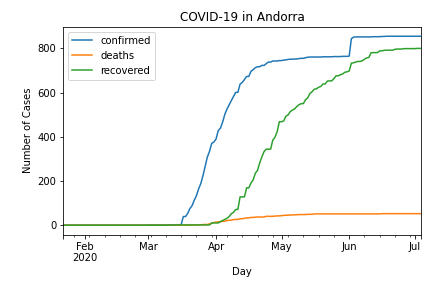 COVID-19 in Andorra
confirmed
deaths
recovered
Number of Cases
800
600
400
200
0
Feb
2020
Mar
Apr
May
Jun
Jul
Day